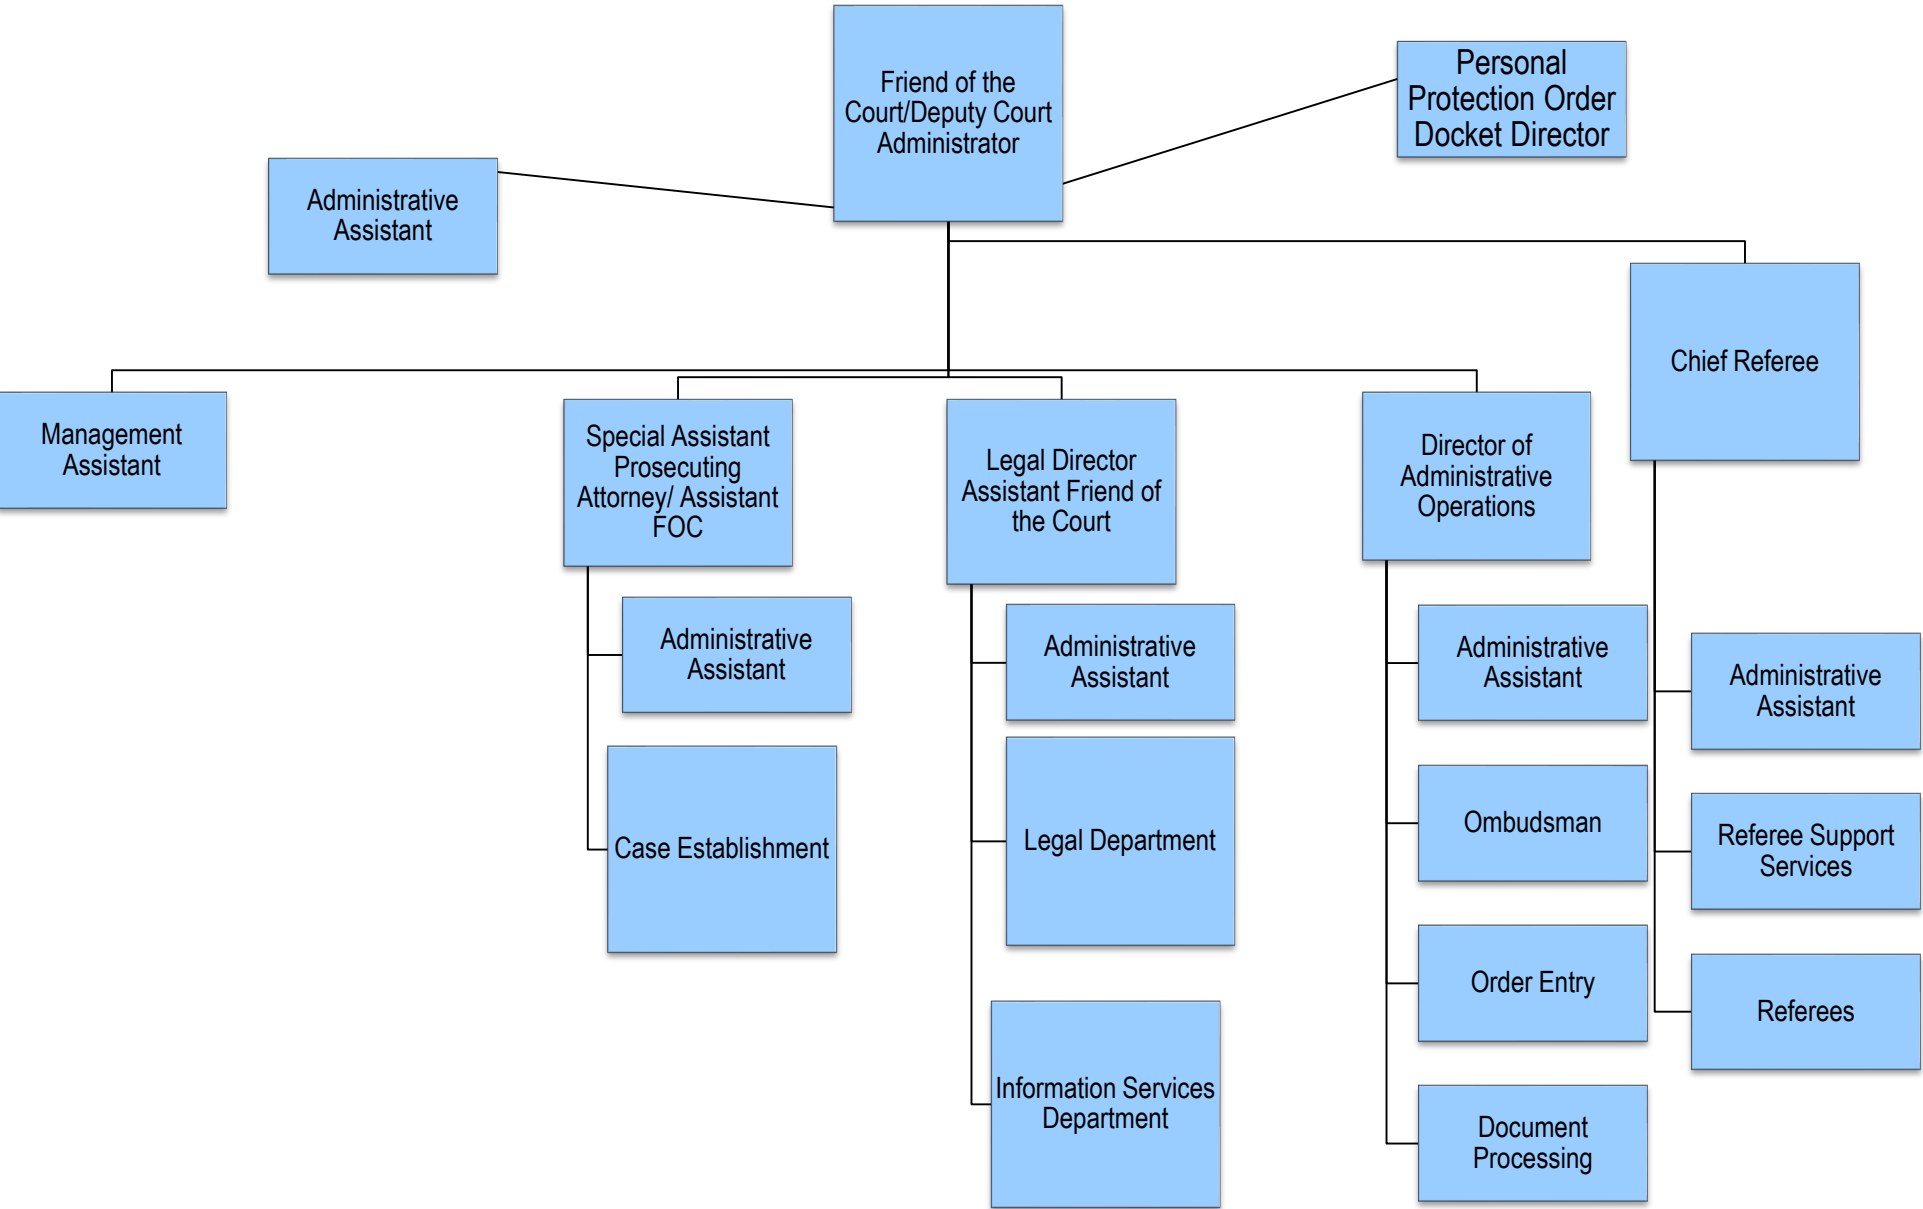 Friend of the
Court/Deputy Court
Administrator
Personal
Protection Order
Docket Director
Administrative
Assistant
Chief Referee
Management
Assistant
Special Assistant
Prosecuting
Attorney/ Assistant
FOC
Legal Director
Assistant Friend of
the Court
Director of
Administrative
Operations
Administrative
Assistant
Case Establishment
Administrative
Assistant
Legal Department
Information Services
Department
Administrative
Assistant
Ombudsman
Order Entry
Document
Processing
Administrative
Assistant
Referee Support
Services
Referees